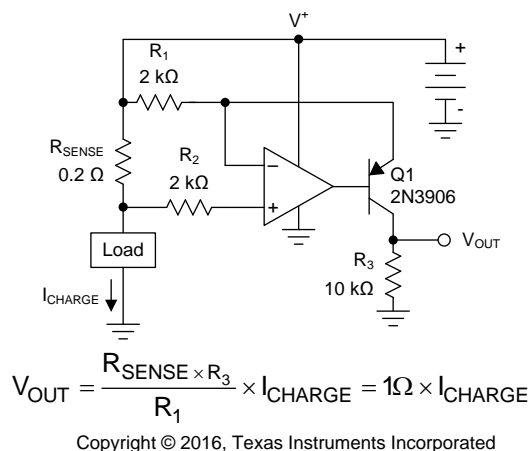 V+
R1
2 kΩ
+
-
RSENSE
0.2 Ω
R2
2 kΩ
−
+
Q1
2N3906
Load
VOUT
R3
10 kΩ
ICHARGE
VOUT = RSENSE × R3 / R1 × ICHARGE = 1Ω × ICHARGE
Copyright © 2016, Texas Instruments Incorporated